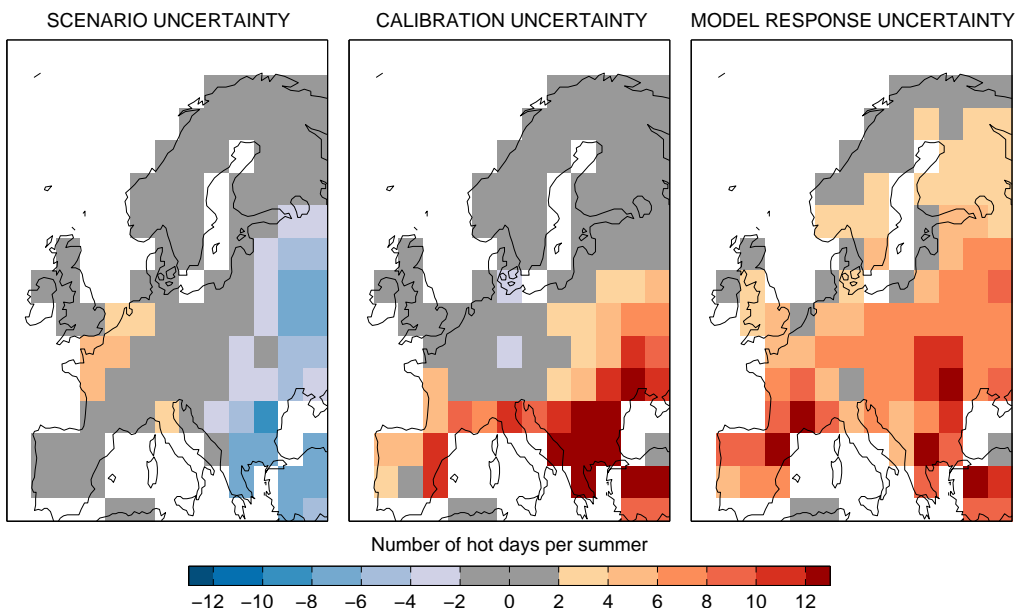 SCENARIO UNCERTAINTY CALIBRATION UNCERTAINTY MODEL RESPONSE UNCERTAINTY
Number of hot days per summer
−12 −10 −8 −6 −4 −2 0 2 4 6 8 10 12